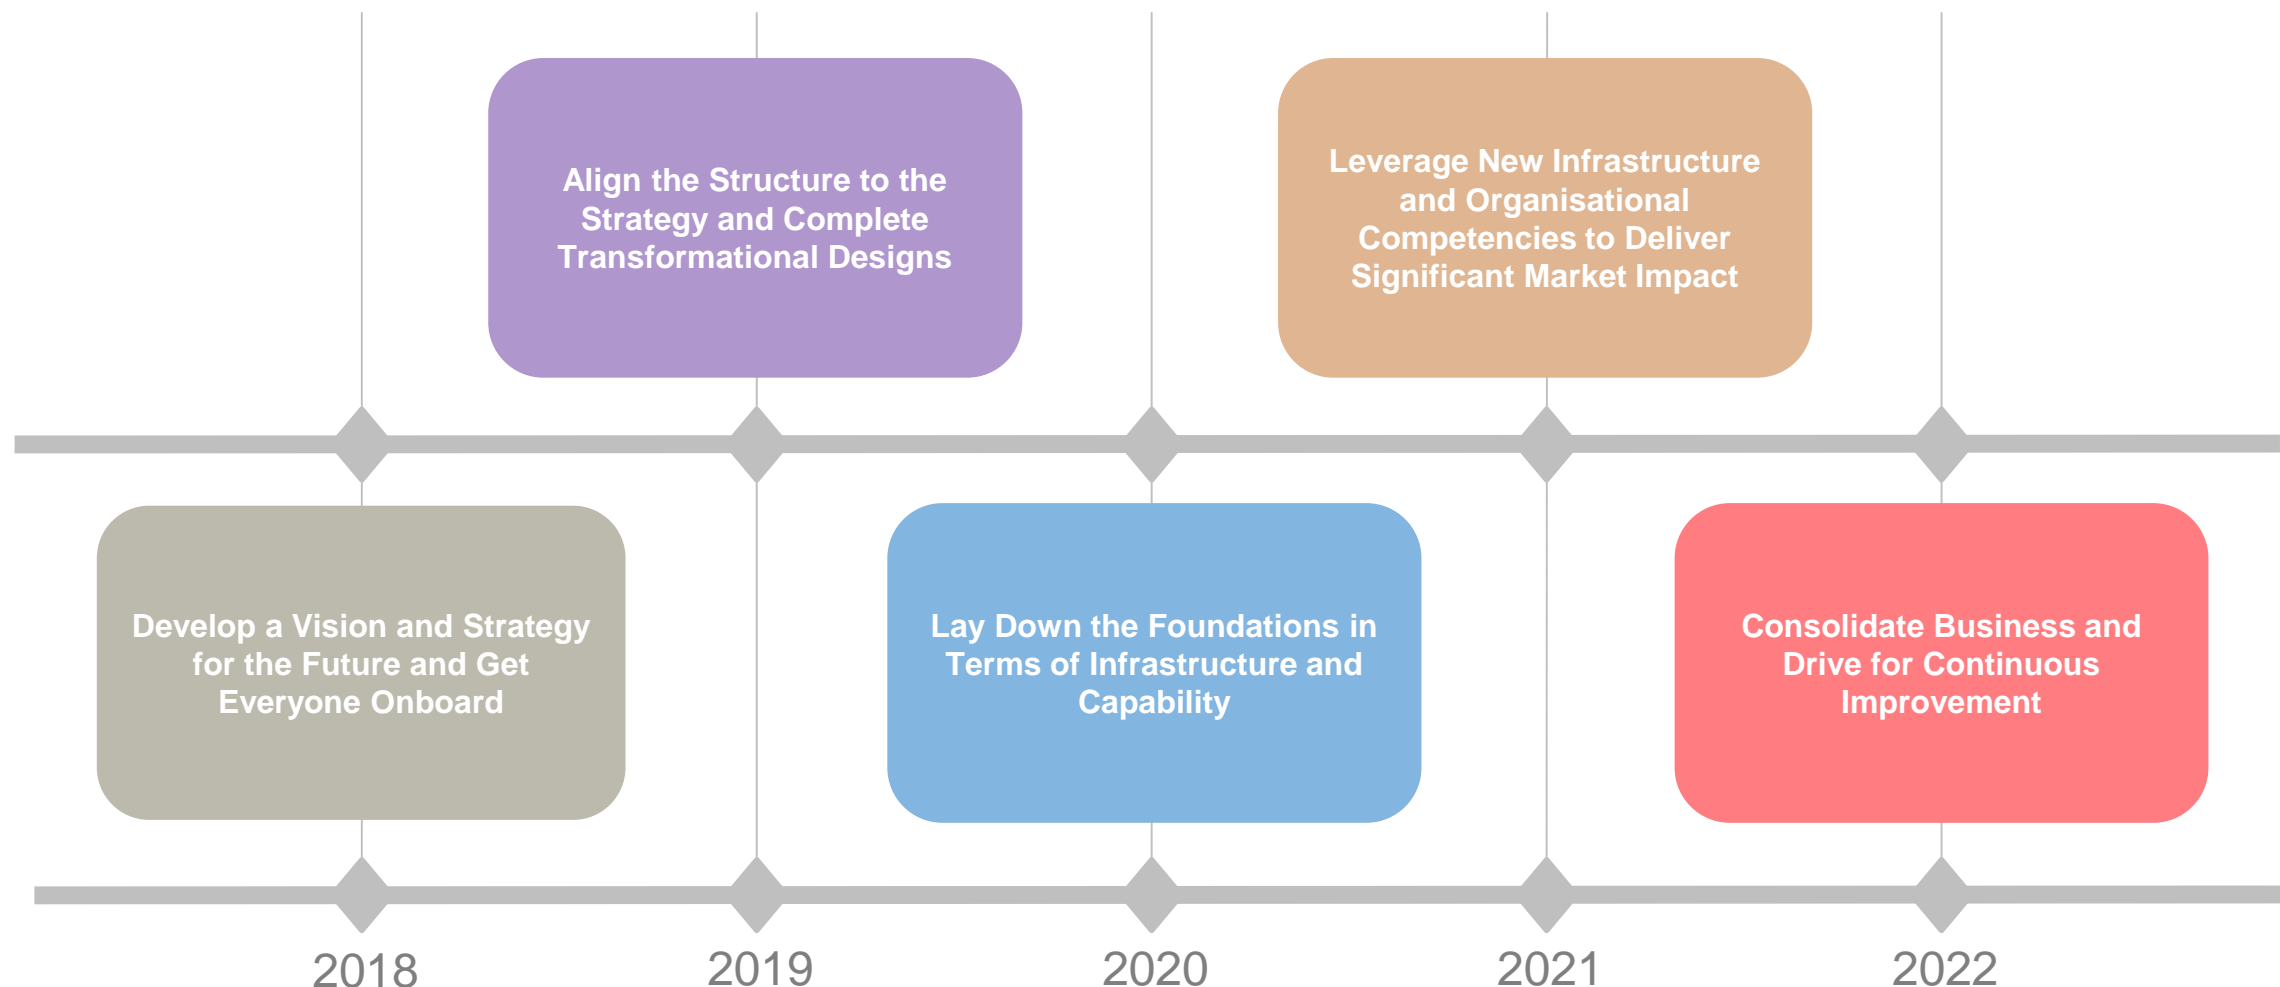 Align the Structure to the
Strategy and Complete
Transformational Designs
Leverage New Infrastructure
and Organisational
Competencies to Deliver
Significant Market Impact
Develop a Vision and Strategy
for the Future and Get
Everyone Onboard
Lay Down the Foundations in
Terms of Infrastructure and
Capability
Consolidate Business and
Drive for Continuous
Improvement
2018
2019
2020
2021
2022